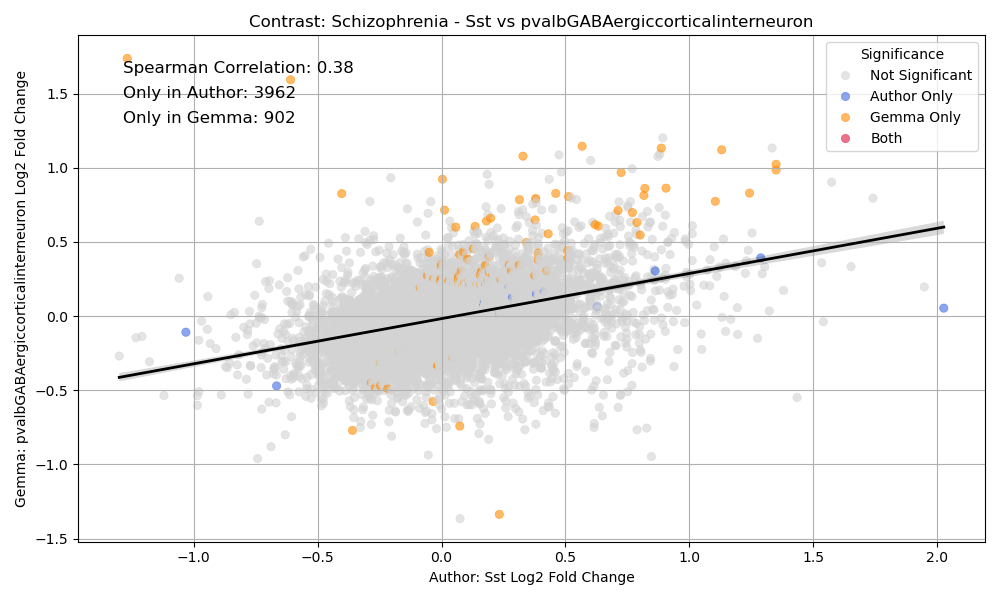 Contrast: Schizophrenia - Sst vs pvalbGABAergiccorticalinterneuron
Spearman Correlation: 0.38
Only in Author: 3962
Only in Gemma: 902
Significance
Not Significant
Author Only
Gemma Only
Both
Gemma: pvalbGABAergiccorticalinterneuron Log2 Fold Change
1.5
1.0
0.5
0.0
−0.5
−1.0
−1.5
−1.0
−0.5
0.0
0.5
1.0
1.5
2.0
Author: Sst Log2 Fold Change